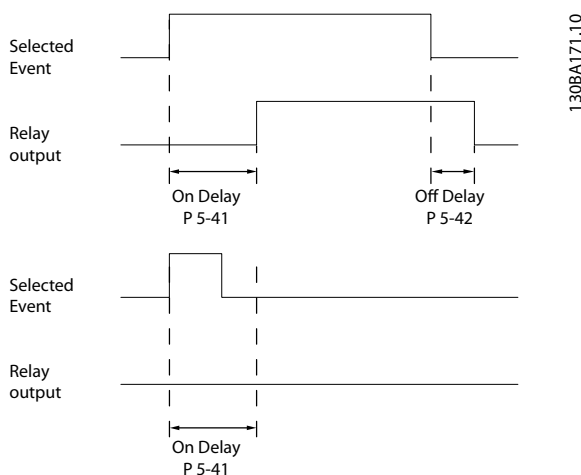 Selected
Event
Relay
output
On Delay
P 5-41
Off Delay
P 5-42
Selected
Event
Relay
output
On Delay
P 5-41
130BA171.10